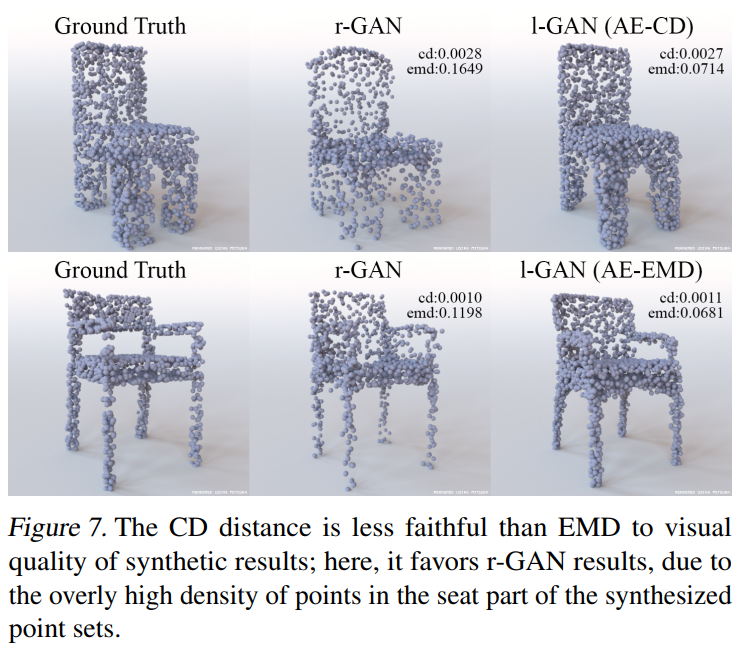 Ground Truth
r-GAN
l-GAN (AE-CD)
cd:0.0028
emd:0.1649
cd:0.0027
emd:0.0714
Ground Truth
r-GAN
l-GAN (AE-EMD)
cd:0.0010
emd:0.1198
cd:0.0011
emd:0.0681
Figure 7. The CD distance is less faithful than EMD to visual
quality of synthetic results; here, it favors r-GAN results, due to
the overly high density of points in the seat part of the synthesized
point sets.